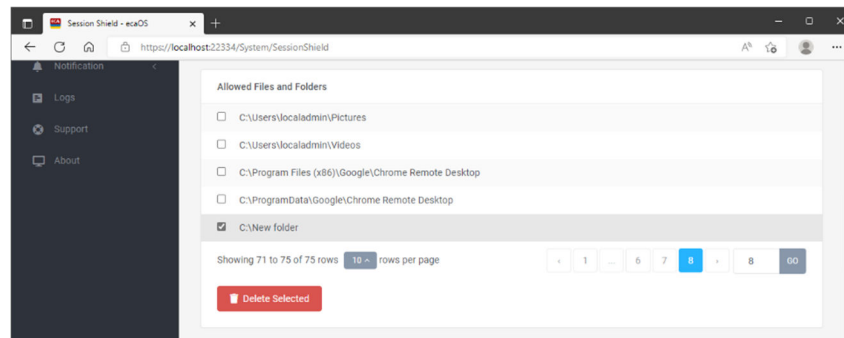 Session Shield - ecaOS
https://localhost:22334/System/SessionShield
Notification
Logs
Support
About
Allowed Files and Folders
C:\Users\localadmin\Pictures
C:\Users\localadmin\Videos
C:\Program Files (x86)\Google\Chrome Remote Desktop
C:\ProgramData\Google\Chrome Remote Desktop
C:\New folder
Showing 71 to 75 of 75 rows 10 rows per page ‹ 1 ... 6 7 8 › 8 GO
Delete Selected